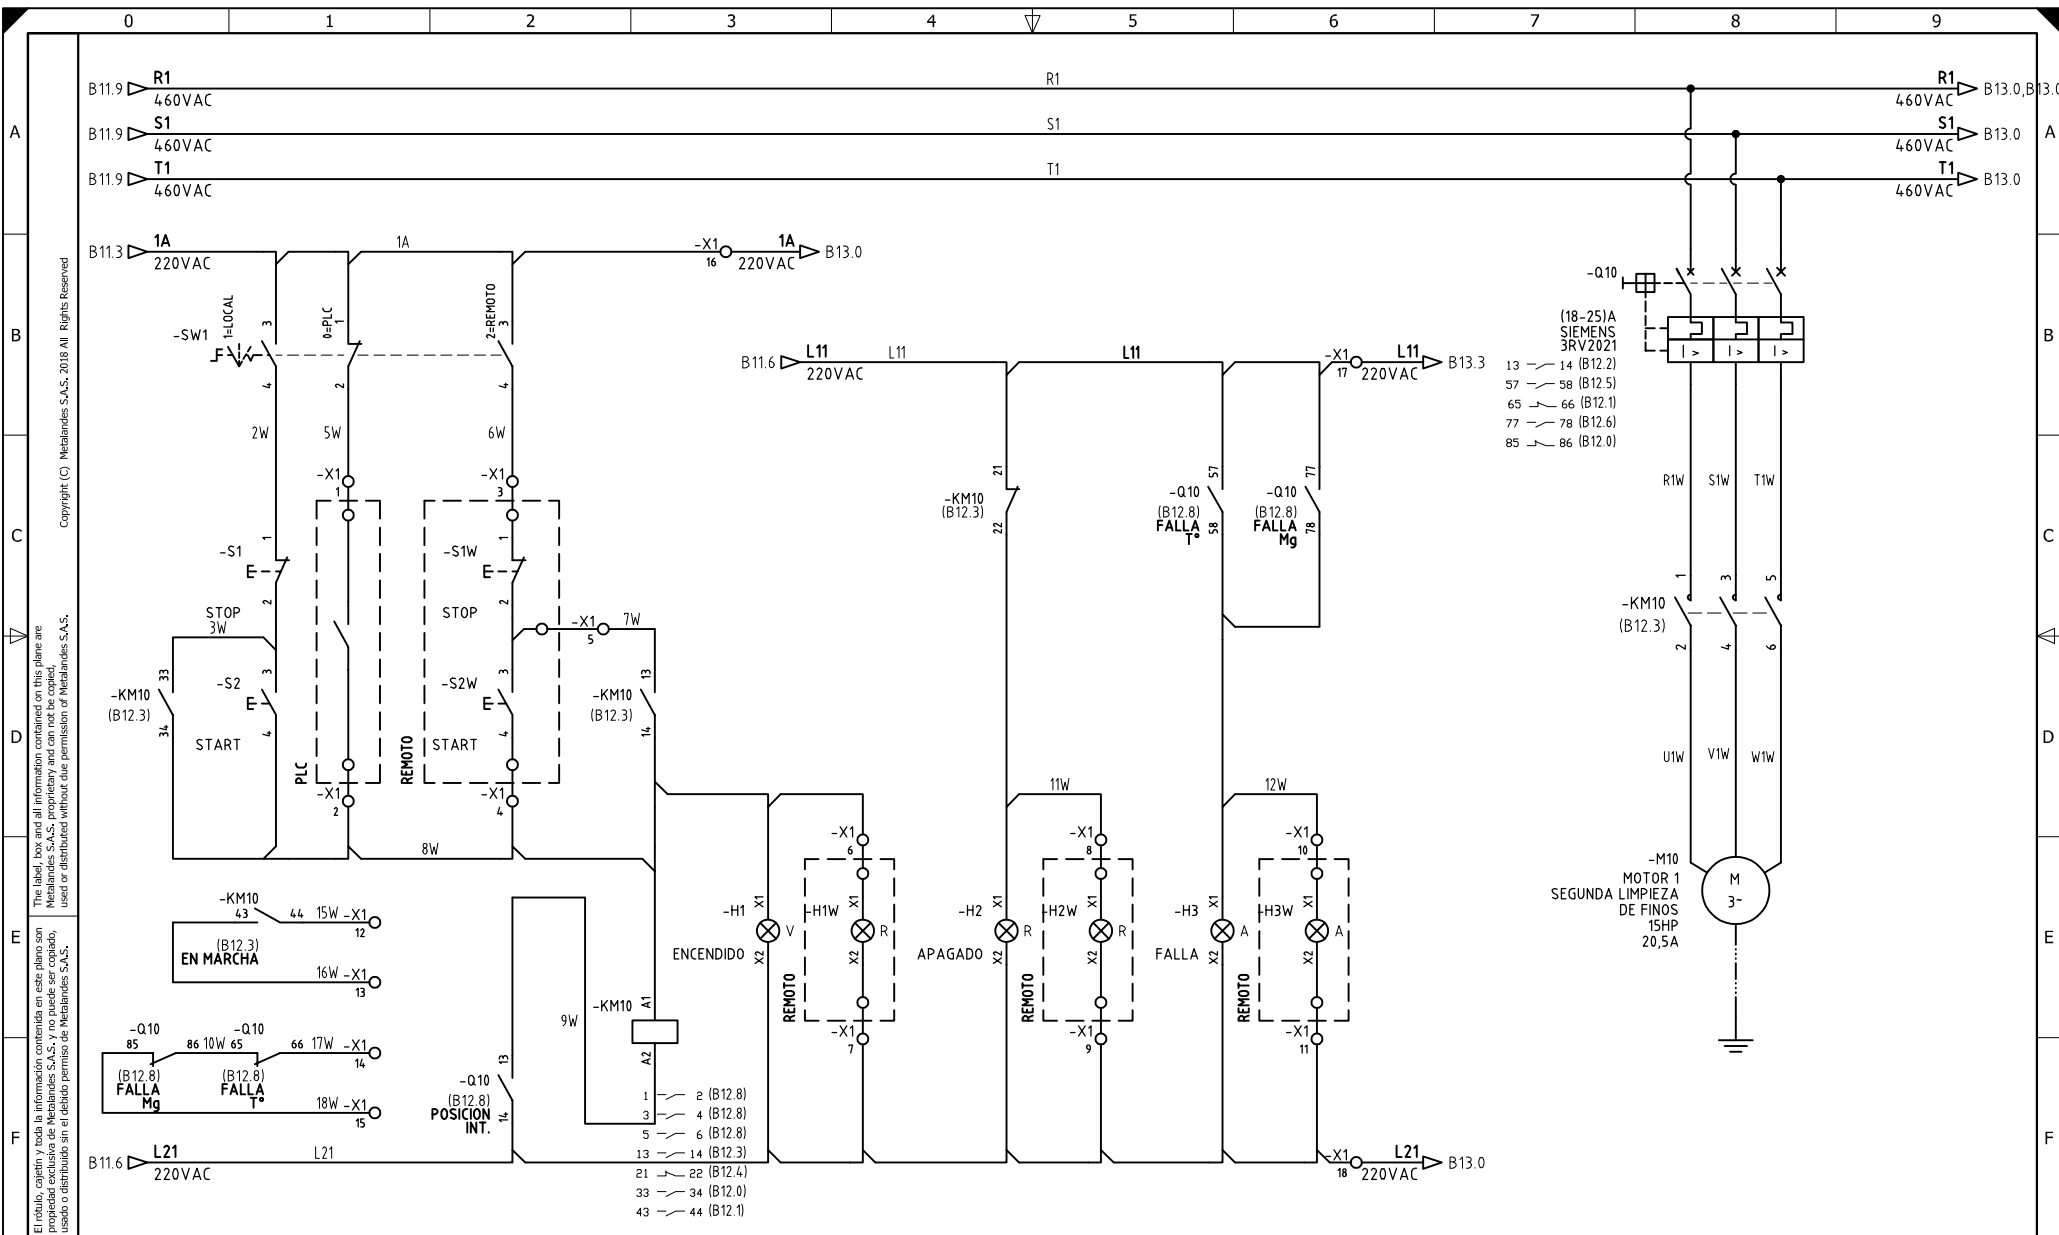 0 1 2 3 4 5 6 7 8 9
A
B
C
D
E
F
A
B
C
D
E
F
Copyright (C) Metalandes S.A.S. 2018 All Rights Reserved
The label, box and all information contained on this plane are
Metalandes S.A.S. proprietary and can not be copied,
used or distributed without due permission of Metalandes S.A.S.
El rótulo, cajetín y toda la información contenida en este plano son
propiedad exclusiva de Metalandes S.A.S. y no puede ser copiado,
usado o distribuido sin el debido permiso de Metalandes S.A.S.
B11.9 R1
460VAC
R1
R1
460VAC
B13.0,B13.0
B11.9 S1
460VAC
S1
S1
460VAC
B13.0
B11.9 T1
460VAC
T1
T1
460VAC
B13.0
B11.3 1A
220VAC
1A
-X1
16
1A
220VAC
B13.0
-SW1
1=LOCAL
3
4
0=PLC
1
2
2=REMOTO
3
4
2W
5W
6W
-X1
1
-X1
3
-S1
1
2
STOP
3W
-S1W
1
2
STOP
-X1
5
7W
-KM10
(B12.3)
33
34
-S2
3
4
START
PLC
REMOTO
-S2W
3
4
START
-KM10
(B12.3)
13
14
-X1
2
-X1
4
8W
-KM10
43 44 15W -X1
12
(B12.3)
EN MARCHA
16W -X1
13
-Q10
85 86
(B12.8)
FALLA
Mg
10W
-Q10
65 66
(B12.8)
FALLA
T°
17W -X1
14
18W -X1
15
B11.6 L21
220VAC
L21
9W
-Q10
(B12.8)
POSICION
INT.
13
14
-KM10
A1
A2
1 2 (B12.8)
3 4 (B12.8)
5 6 (B12.8)
13 14 (B12.3)
21 22 (B12.4)
33 34 (B12.0)
43 44 (B12.1)
B11.6 L11
220VAC
L11
L11
-X1
17
L11
220VAC
B13.3
-KM10
(B12.3)
21
22
-Q10
(B12.8)
FALLA
T°
57
58
-Q10
(B12.8)
FALLA
Mg
77
78
11W
12W
-X1
6
-X1
8
-X1
10
-H1
X1
X2
V
ENCENDIDO
-H1W
X1
X2
R
REMOTO
-X1
7
-H2
X1
X2
R
APAGADO
-H2W
X1
X2
R
REMOTO
-X1
9
-H3
X1
X2
A
FALLA
-H3W
X1
X2
A
REMOTO
-X1
11
-X1
18
L21
220VAC
B13.0
-Q10
(18-25)A
SIEMENS
3RV2021
I > I > I >
13 14 (B12.2)
57 58 (B12.5)
65 66 (B12.1)
77 78 (B12.6)
85 86 (B12.0)
R1W S1W T1W
-KM10
(B12.3)
1 3 5
2 4 6
U1W V1W W1W
-M10
MOTOR 1
SEGUNDA LIMPIEZA
DE FINOS
15HP
20,5A
M
3~